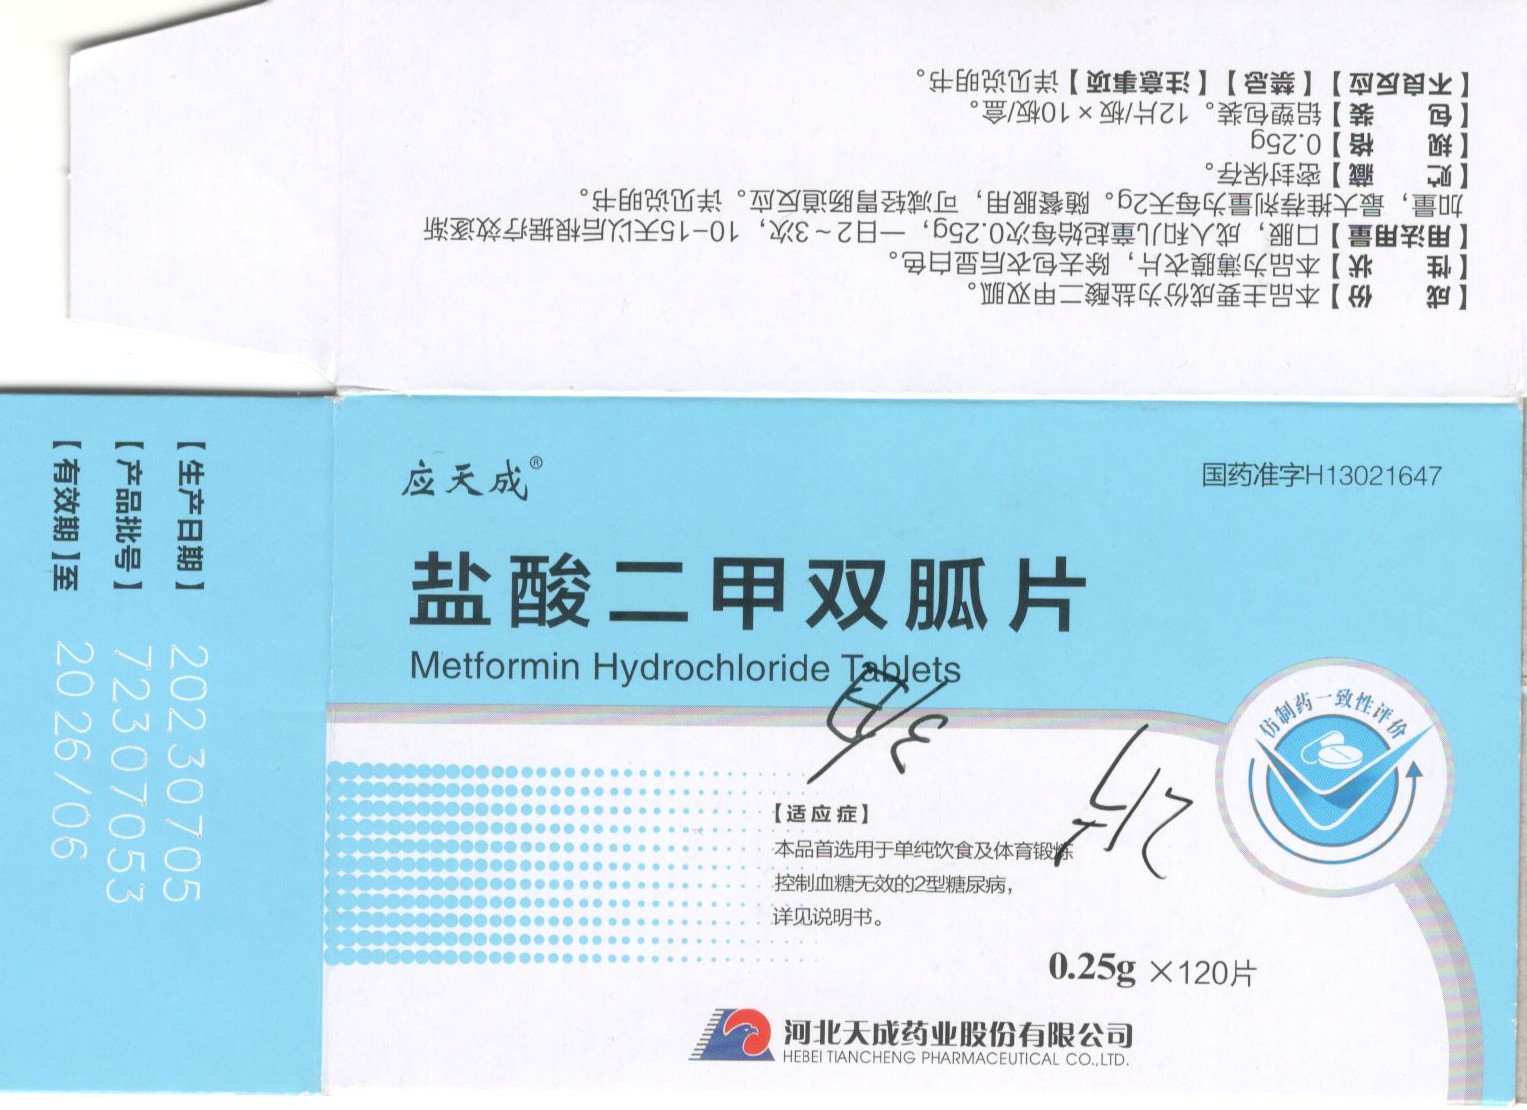 【不良反应】【禁忌】【注意事项】详见说明书。
【包　　装】铝塑包装。12片/板×10板/盒。
【规　　格】0.25g
【贮　　藏】密封保存。
加量，最大推荐剂量为每天2g。随餐服用，可减轻胃肠道反应。详见说明书。
【用法用量】口服，成人和儿童起始每次0.25g，一日2~3次，10-15天以后根据疗效逐渐
【性　　状】本品为薄膜衣片，除去包衣后显白色。
【成　　份】本品主要成份为盐酸二甲双胍。
【生产日期】 20230705
【产品批号】 72307053
【有效期】至 2026/06
应天成®
国药准字H13021647
盐酸二甲双胍片
Metformin Hydrochloride Tablets
仿制药一致性评价
【适应症】
本品首选用于单纯饮食及体育锻炼
控制血糖无效的2型糖尿病，
详见说明书。
0.25g ×120片
河北天成药业股份有限公司
HEBEI TIANCHENG PHARMACEUTICAL CO.,LTD.